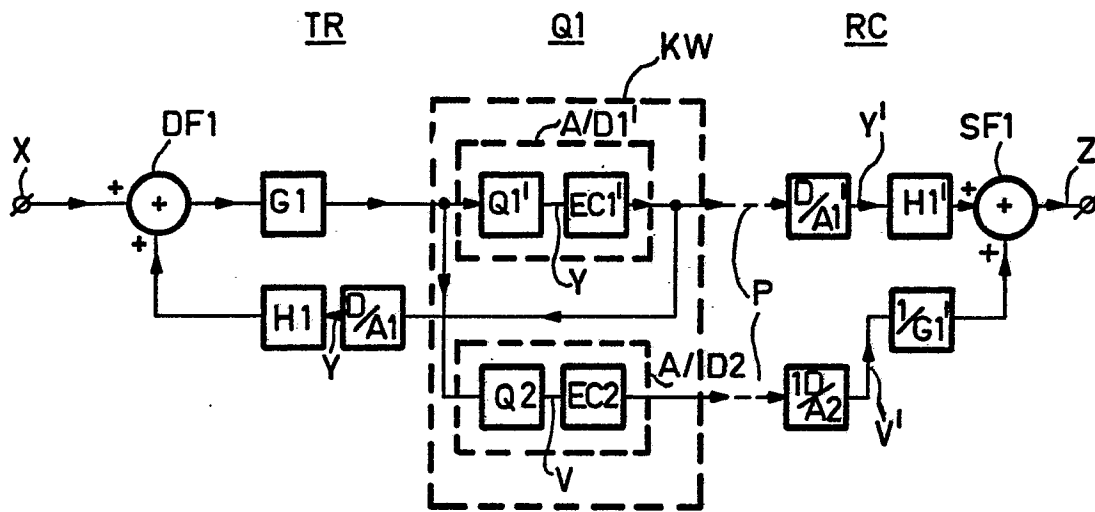 TR
Q1
RC
KW
A/D1'
DF1
Y'
SF1
X
Z
+
+
G1
Q1'
EC1'
D/A1'
H1'
+
+
+
Y
P
+
H1
D/A1
1/G1'
Y
A/D2
Q2
EC2
1D/A2
V'
V